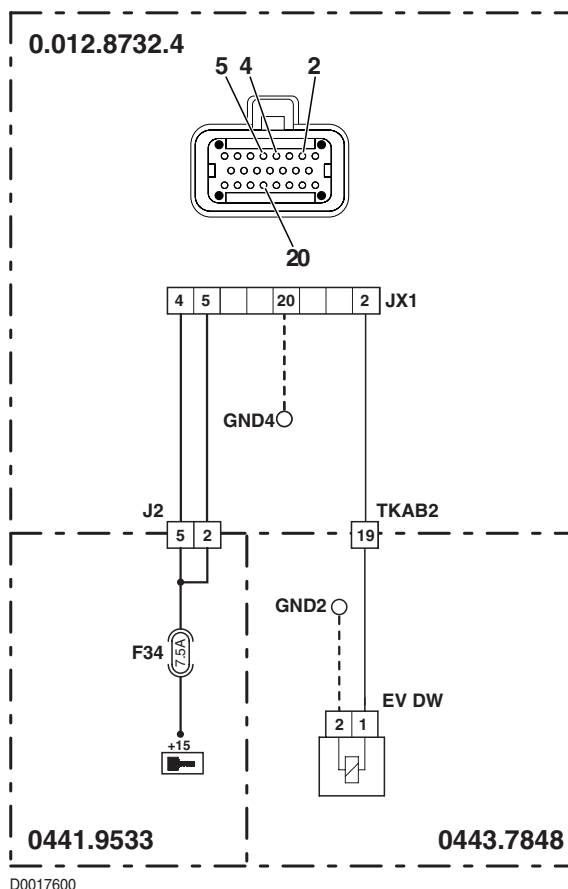 0.012.8732.4
5 4 2
20
4 5 20 2 JX1
GND4
J2 TKAB2
5 2 19
GND2
F34 7.5A
EV DW
2 1
+15
0441.9533 0443.7848
D0017600